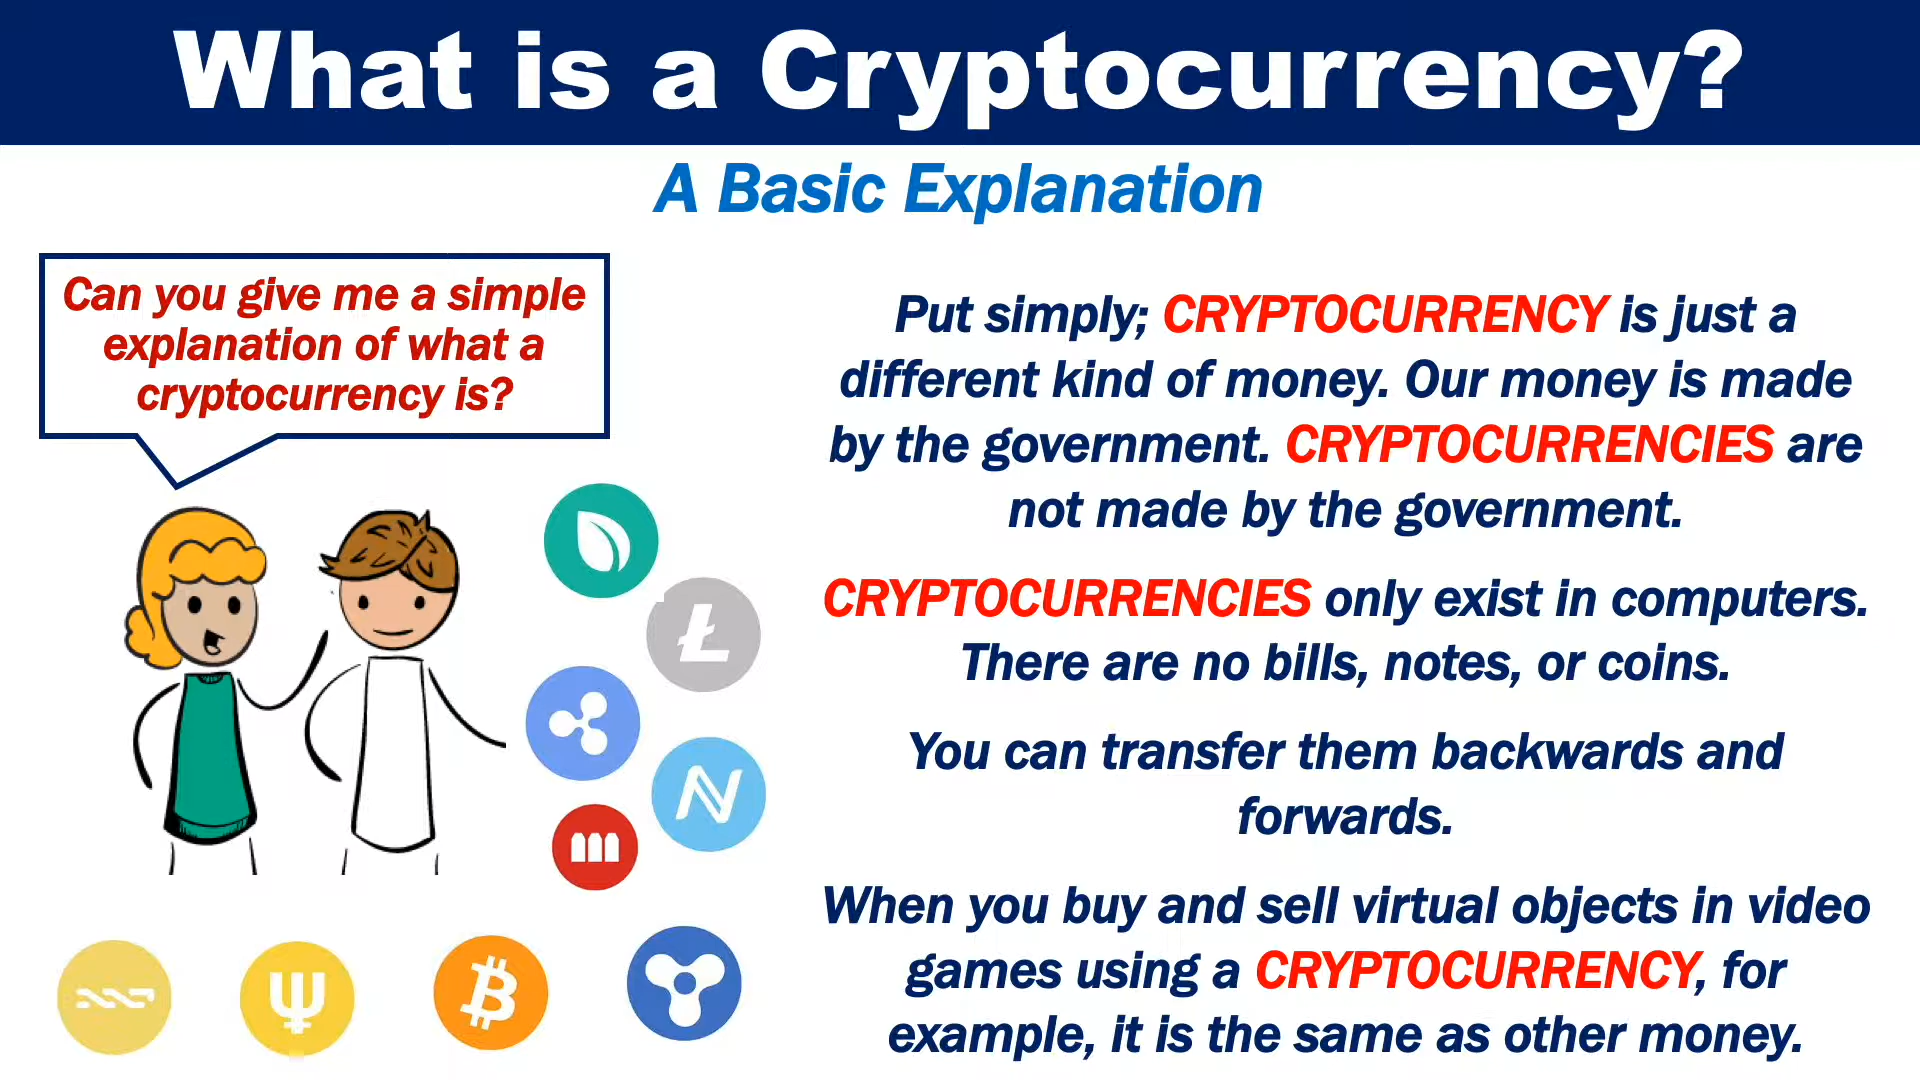 What is a Cryptocurrency?
A Basic Explanation
Can you give me a simple
explanation of what a
cryptocurrency is?
Put simply; CRYPTOCURRENCY is just a
different kind of money. Our money is made
by the government. CRYPTOCURRENCIES are
not made by the government.
CRYPTOCURRENCIES only exist in computers.
There are no bills, notes, or coins.
You can transfer them backwards and
forwards.
When you buy and sell virtual objects in video
games using a CRYPTOCURRENCY, for
example, it is the same as other money.